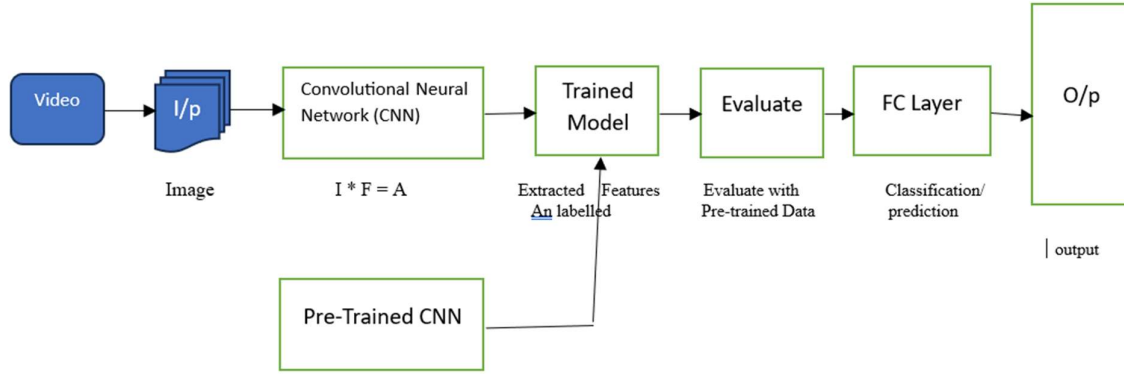 Video
I/p
Convolutional Neural
Network (CNN)
Trained
Model
Evaluate
FC Layer
O/p
Image
I * F = A
Extracted Features
An labelled
Evaluate with
Pre-trained Data
Classification/
prediction
| output
Pre-Trained CNN